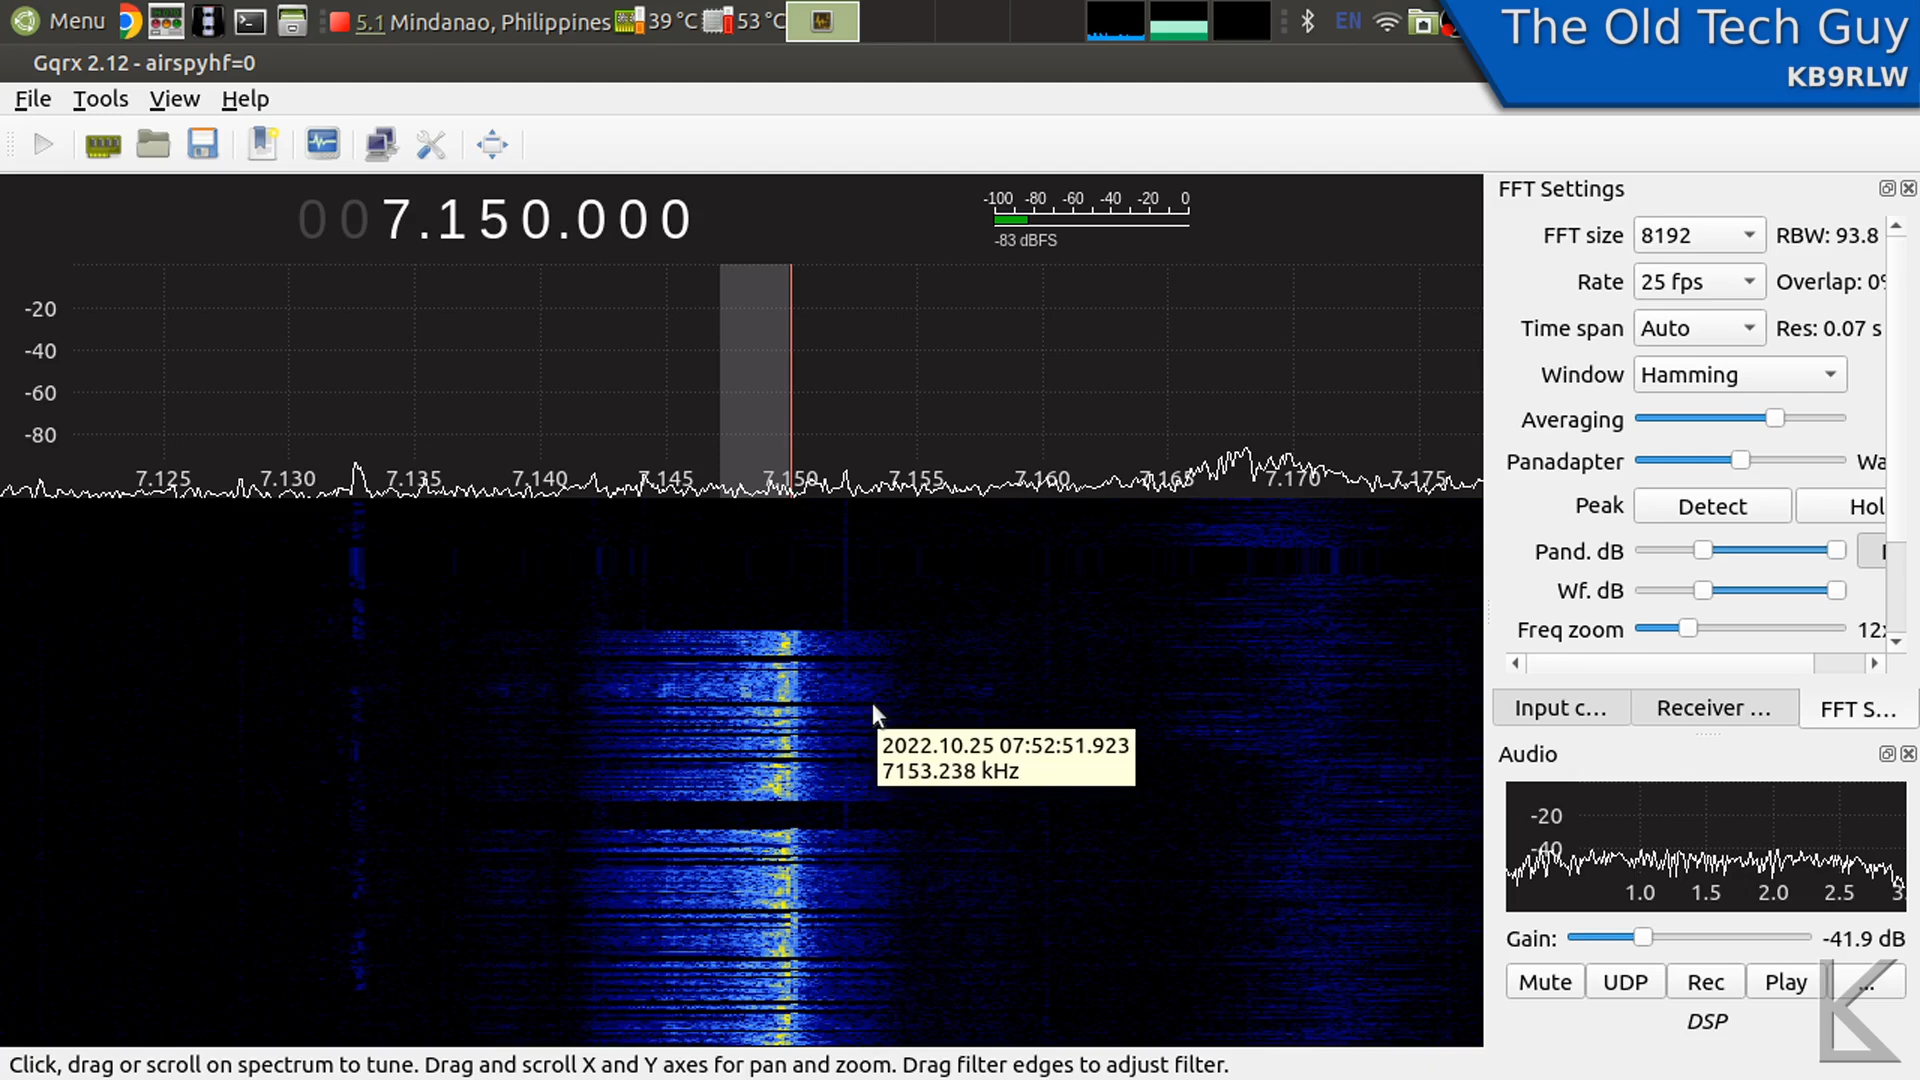 Menu
5.1 Mindanao, Philippines
39 °C
53 °C
EN
The Old Tech Guy
KB9RLW
Gqrx 2.12 - airspyhf=0
File Tools View Help
007.150.000
-100 -80 -60 -40 -20 0
-83 dBFS
-20
-40
-60
-80
7.125 7.130 7.135 7.140 7.145 7.150 7.155 7.160 7.165 7.170 7.175
2022.10.25 07:52:51.923
7153.238 kHz
FFT Settings
FFT size 8192 RBW: 93.8
Rate 25 fps Overlap: 0%
Time span Auto Res: 0.07 s
Window Hamming
Averaging
Panadapter Wa
Peak Detect Hol
Pand. dB
Wf. dB
Freq zoom 12x
Input c... Receiver ... FFT S...
Audio
-20
-40
1.0 1.5 2.0 2.5 3.
Gain: -41.9 dB
Mute UDP Rec Play ...
DSP
K
Click, drag or scroll on spectrum to tune. Drag and scroll X and Y axes for pan and zoom. Drag filter edges to adjust filter.